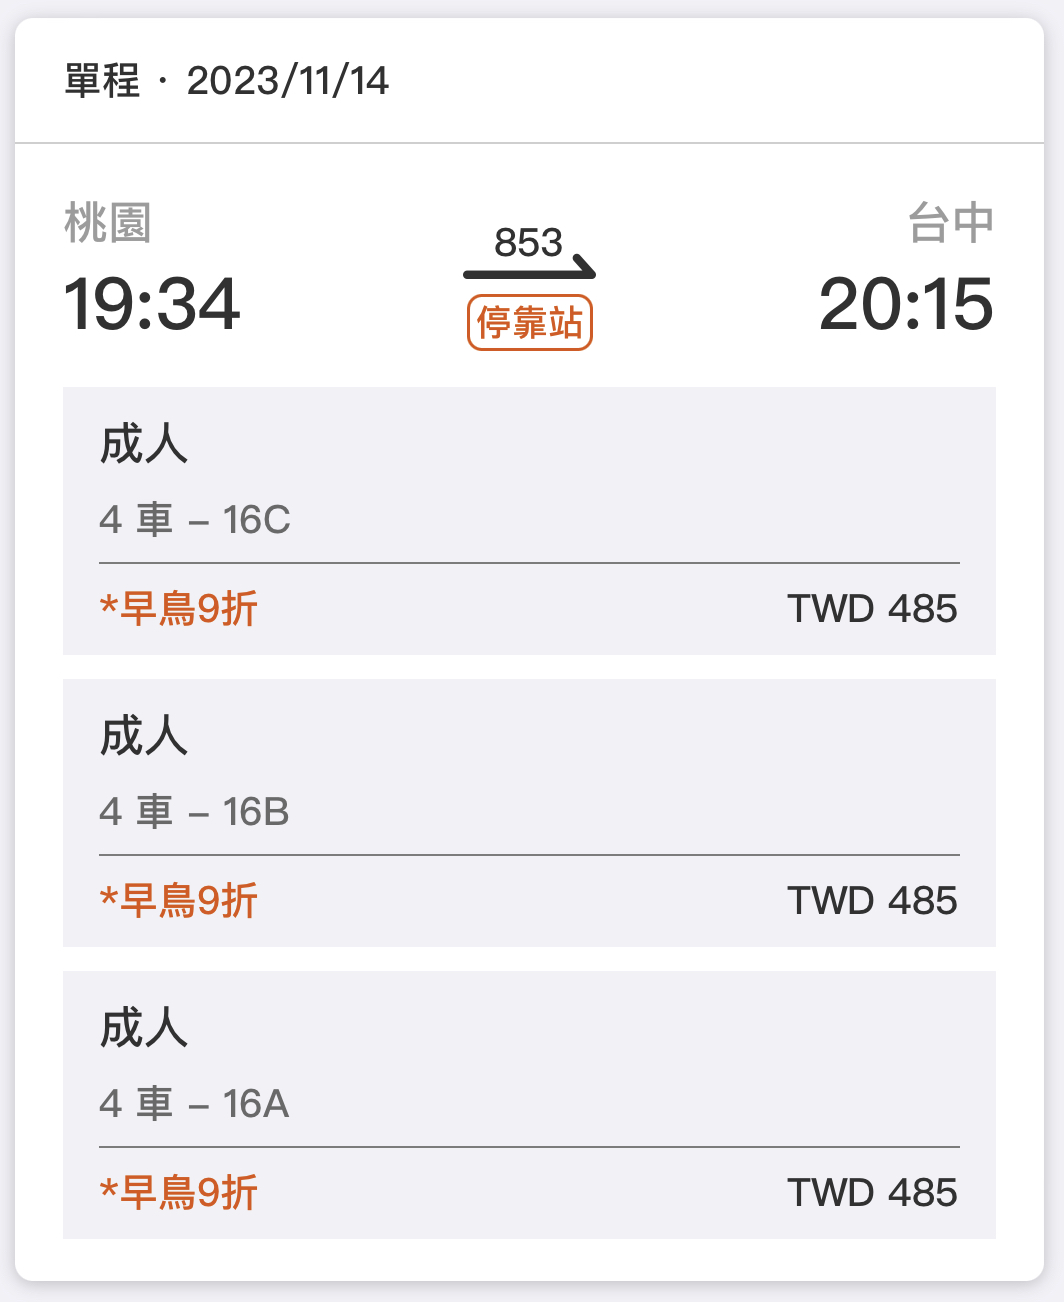 單程 · 2023/11/14
桃園
853
台中
19:34
停靠站
20:15
成人
4 車 – 16C
*早鳥9折
TWD 485
成人
4 車 – 16B
*早鳥9折
TWD 485
成人
4 車 – 16A
*早鳥9折
TWD 485